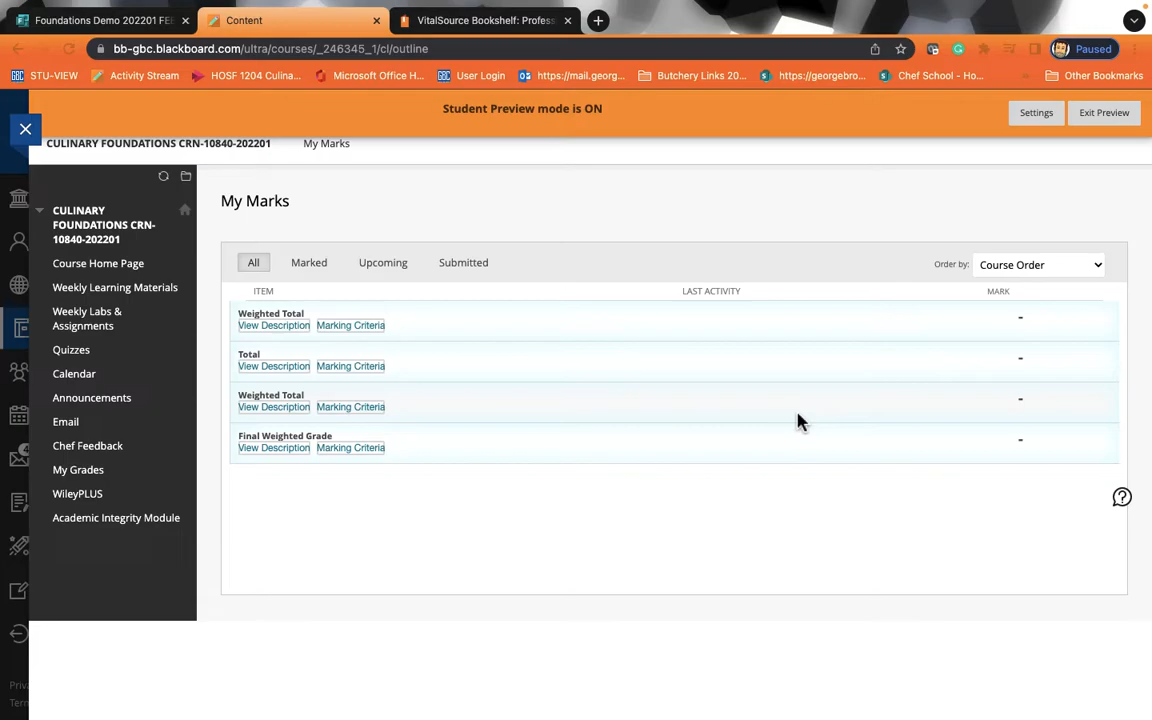 Foundations Demo 202201 FEE
Content
VitalSource Bookshelf: Profess
bb-gbc.blackboard.com/ultra/courses/_246345_1/cl/outline
Paused
STU-VIEW
Activity Stream
HOSF 1204 Culina...
Microsoft Office H...
User Login
https://mail.georg...
Butchery Links 20...
https://georgebro...
Chef School - Ho...
Other Bookmarks
Student Preview mode is ON
Settings
Exit Preview
CULINARY FOUNDATIONS CRN-10840-202201
My Marks
CULINARY
FOUNDATIONS CRN-
10840-202201
Course Home Page
Weekly Learning Materials
Weekly Labs &
Assignments
Quizzes
Calendar
Announcements
Email
Chef Feedback
My Grades
WileyPLUS
Academic Integrity Module
Priva
Term
My Marks
All
Marked
Upcoming
Submitted
Order by:
Course Order
ITEM
LAST ACTIVITY
MARK
Weighted Total
-
View Description
Marking Criteria
Total
-
View Description
Marking Criteria
Weighted Total
-
View Description
Marking Criteria
Final Weighted Grade
-
View Description
Marking Criteria